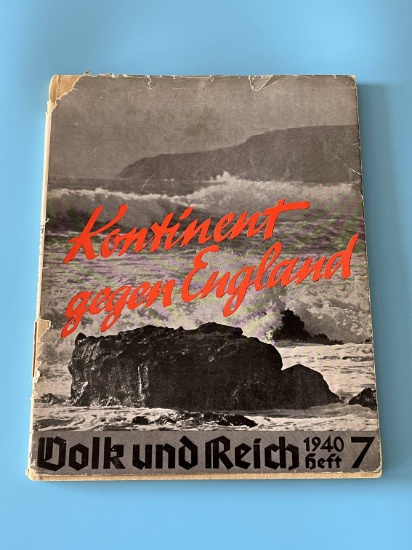 Kontinent
gegen England
Volk und Reich 1940 Heft 7